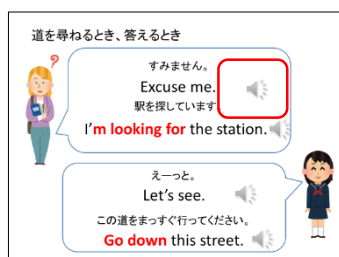 道を尋ねるとき、答えるとき
?
すみません。
Excuse me.
駅を探しています
I'm looking for the station.
えーっと。
Let's see.
この道をまっすぐ行ってください。
Go down this street.